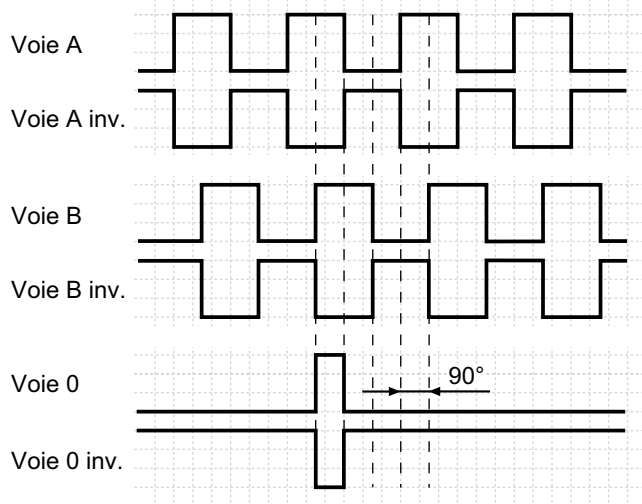 Voie A
Voie A inv.
Voie B
Voie B inv.
Voie 0
90°
Voie 0 inv.